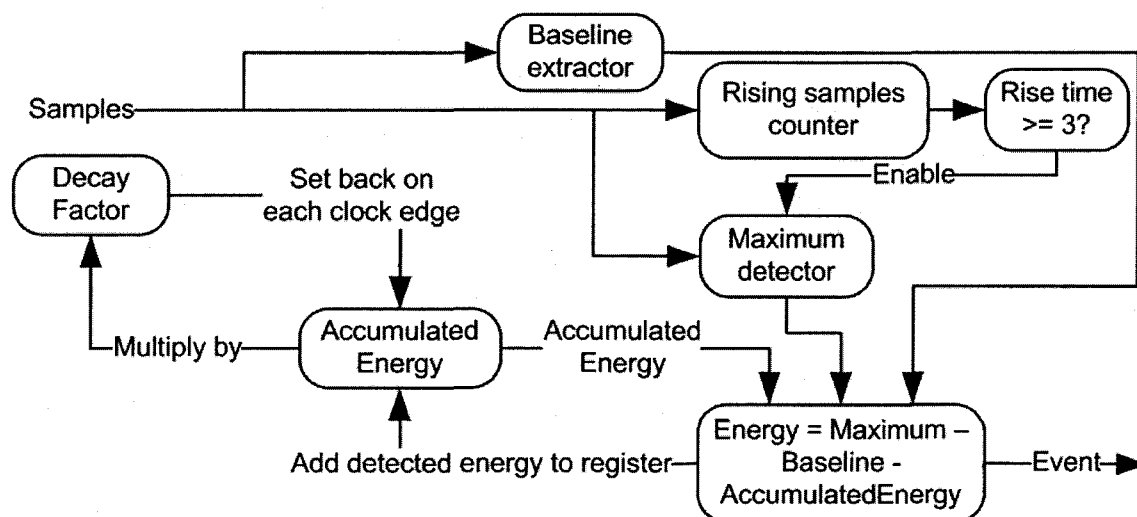 Baseline
extractor
Samples
Rising samples
counter
Rise time
>= 3?
Decay
Factor
Set back on
each clock edge
Enable
Maximum
detector
Multiply by
Accumulated
Energy
Accumulated
Energy
Add detected energy to register
Energy = Maximum –
Baseline -
AccumulatedEnergy
Event